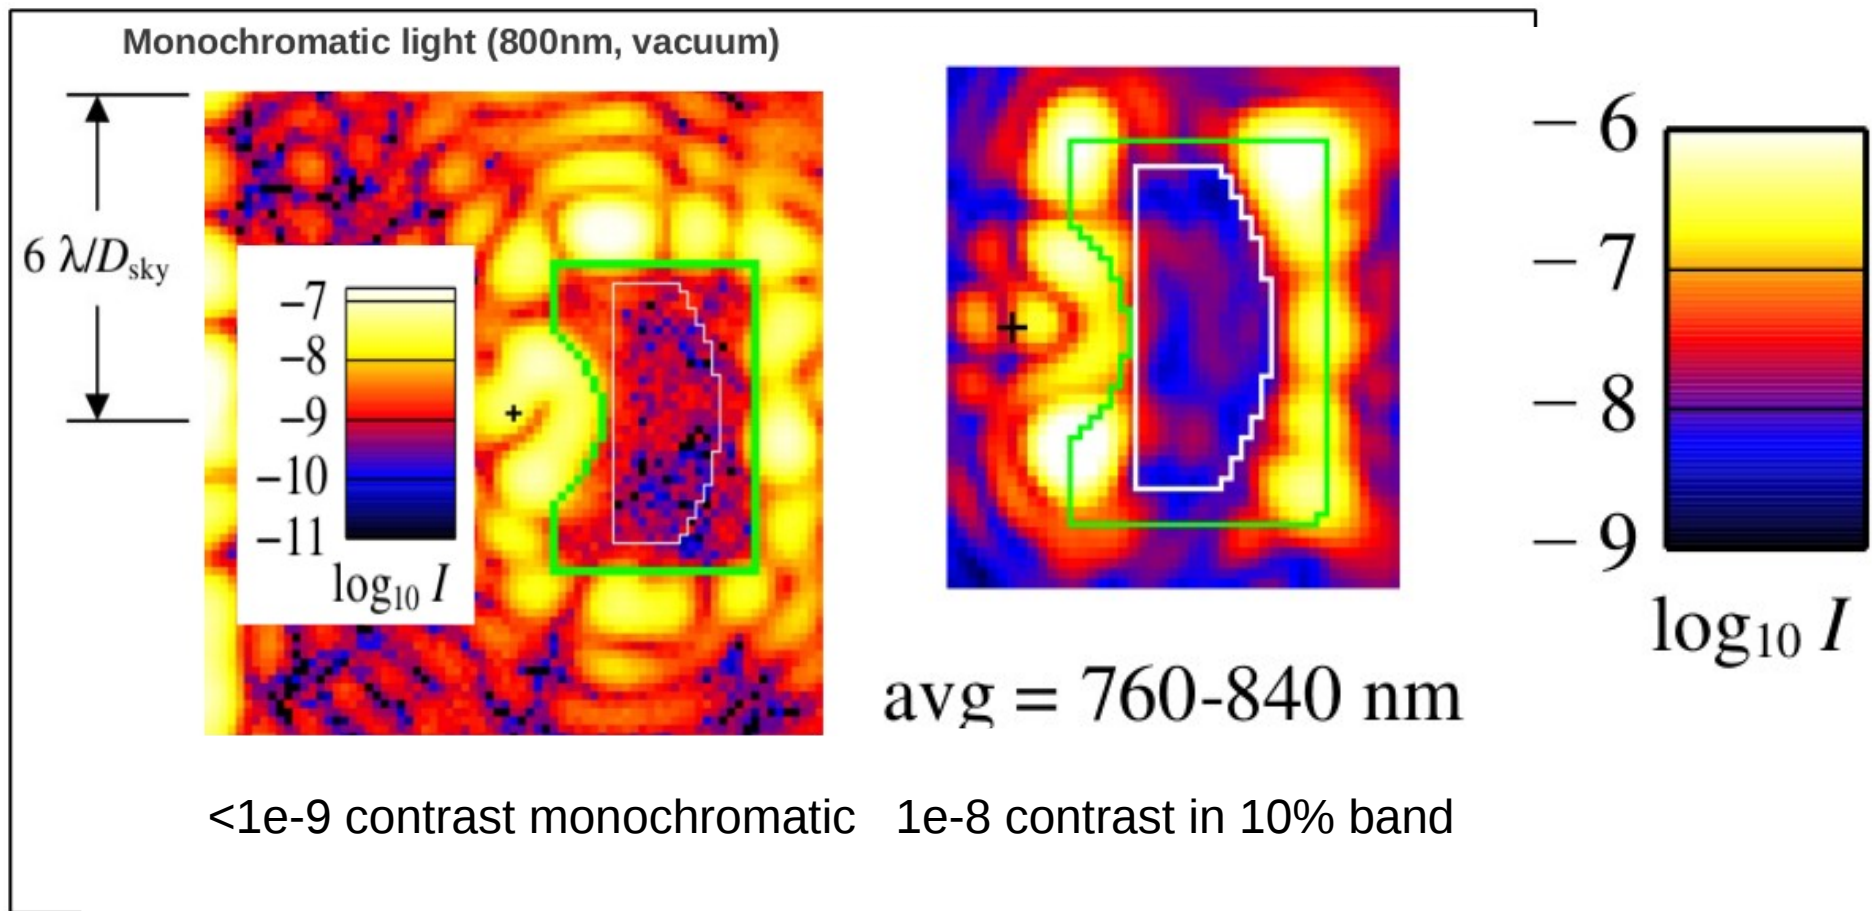 Monochromatic light (800nm, vacuum)
6 λ/Dsky
−7
−8
−9
−10
−11
log10 I
avg = 760-840 nm
− 6
− 7
− 8
− 9
log10 I
<1e-9 contrast monochromatic
1e-8 contrast in 10% band